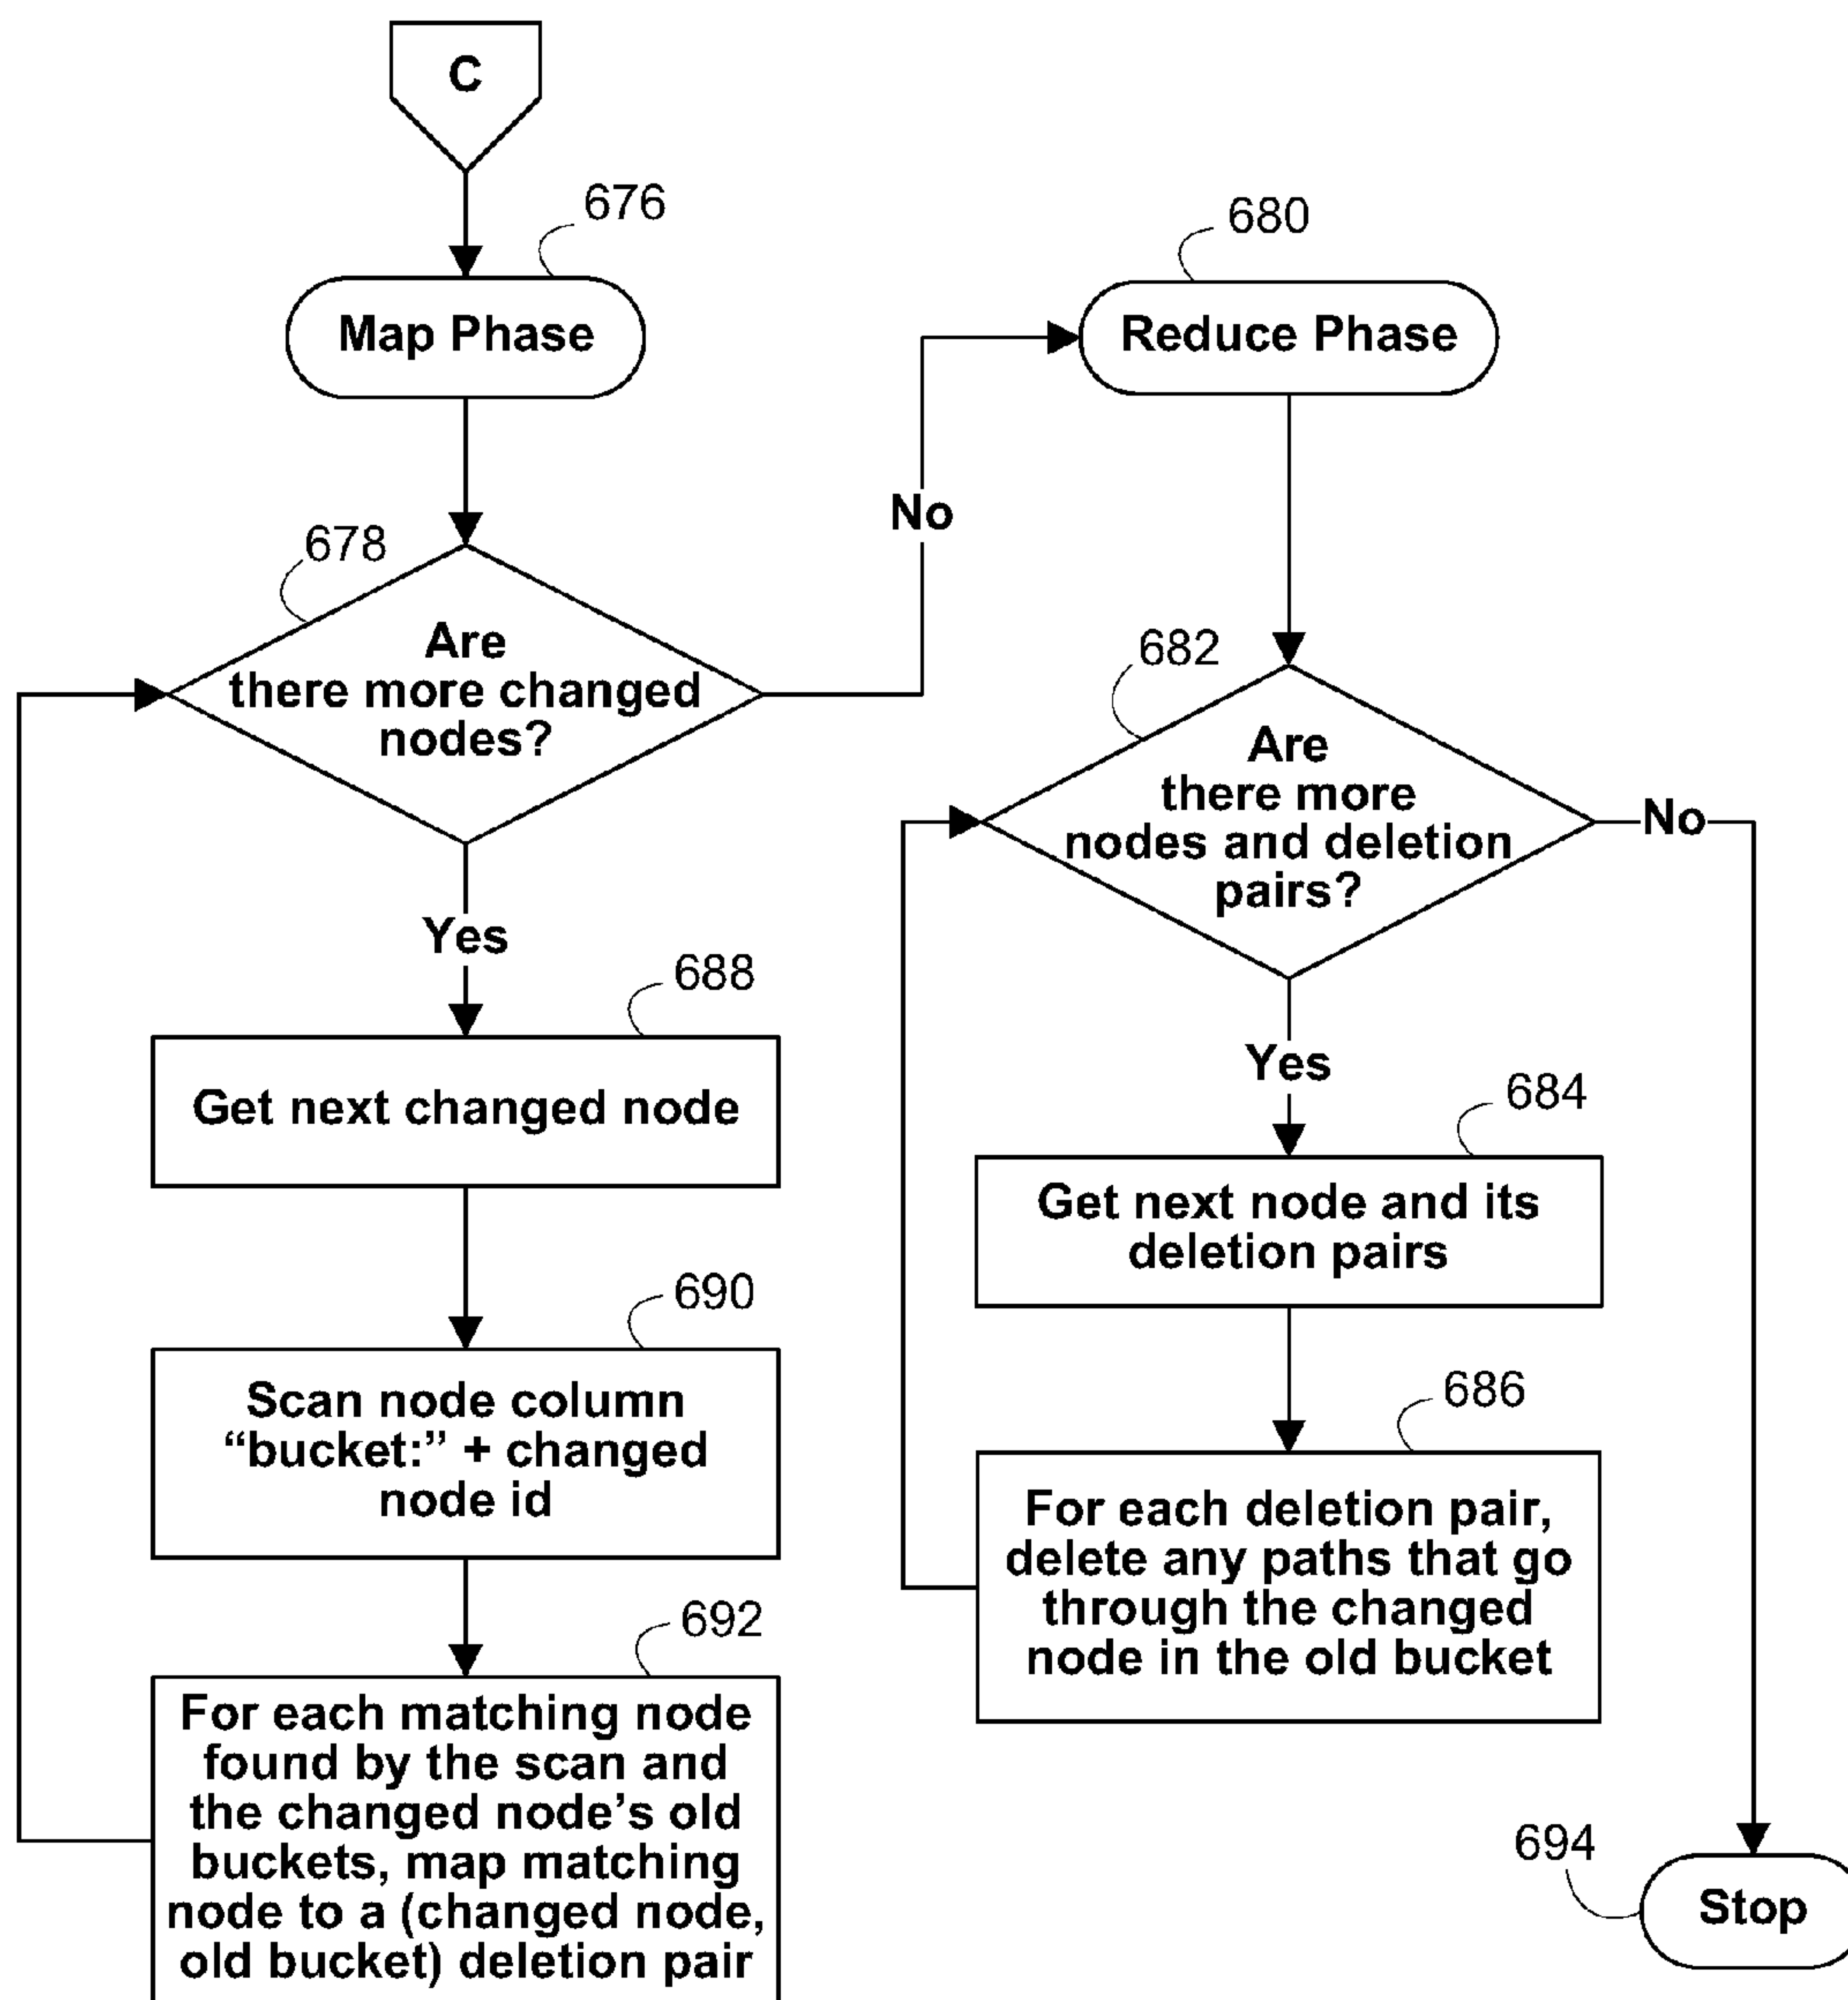 C
676
Map Phase
678
Are
there more changed
nodes?
No
Yes
688
Get next changed node
690
Scan node column
“bucket:” + changed
node id
692
For each matching node
found by the scan and
the changed node’s old
buckets, map matching
node to a (changed node,
old bucket) deletion pair
680
Reduce Phase
682
Are
there more
nodes and deletion
pairs?
No
Yes
684
Get next node and its
deletion pairs
686
For each deletion pair,
delete any paths that go
through the changed
node in the old bucket
694
Stop